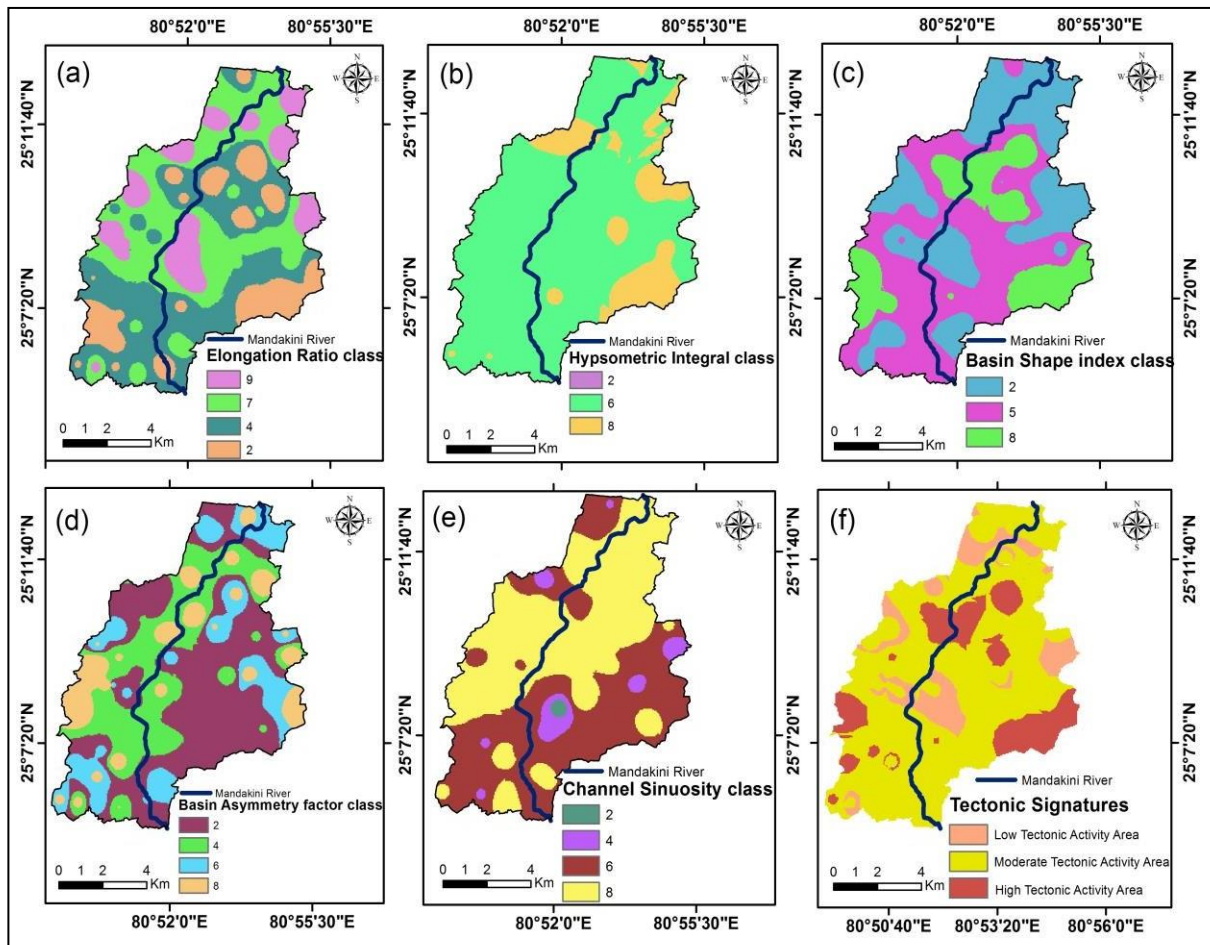 80°52'0"E 80°55'30"E
80°52'0"E 80°55'30"E
80°52'0"E 80°55'30"E
(a)
N
W E
S
25°11'40"N
25°7'20"N
Mandakini River
Elongation Ratio class
9
7
4
2
0 1 2 4
Km
(b)
N
W E
S
25°11'40"N
25°7'20"N
Mandakini River
Hypsometric Integral class
2
6
8
0 1 2 4
Km
(c)
N
W E
S
25°11'40"N
25°7'20"N
25°11'40"N
25°7'20"N
Mandakini River
Basin Shape index class
2
5
8
0 1 2 4
Km
(d)
N
W E
S
25°11'40"N
25°7'20"N
Mandakini River
Basin Asymmetry factor class
2
4
6
8
0 1 2 4
Km
80°52'0"E 80°55'30"E
(e)
N
W E
S
25°11'40"N
25°7'20"N
Mandakini River
Channel Sinuosity class
2
4
6
8
0 1 2 4
Km
80°52'0"E 80°55'30"E
(f)
N
W E
S
25°11'40"N
25°7'20"N
25°11'40"N
25°7'20"N
Mandakini River
Tectonic Signatures
Low Tectonic Activity Area
Moderate Tectonic Activity Area
High Tectonic Activity Area
0 1 2 4
Km
80°50'40"E 80°53'20"E 80°56'0"E